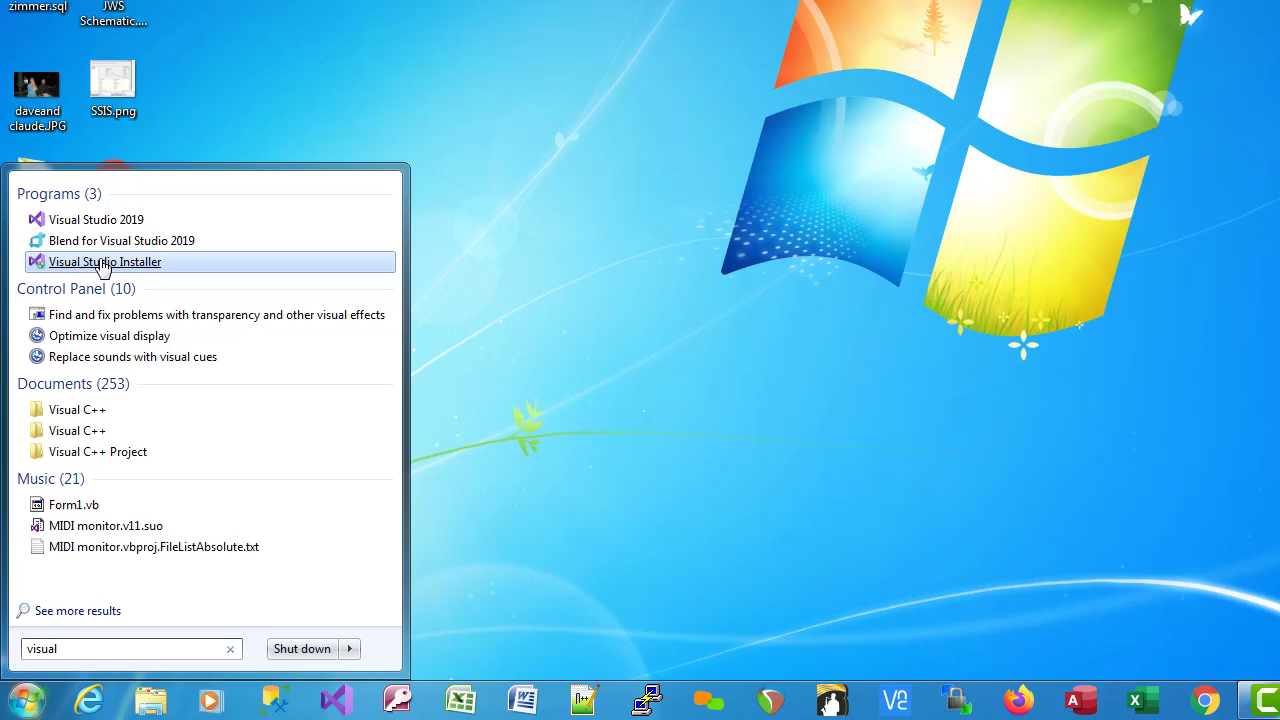 zimmer.sql
JWS
Schematic....
daveand
claude.JPG
SSIS.png
Programs (3)
Visual Studio 2019
Blend for Visual Studio 2019
Visual Studio Installer
Control Panel (10)
Find and fix problems with transparency and other visual effects
Optimize visual display
Replace sounds with visual cues
Documents (253)
Visual C++
Visual C++
Visual C++ Project
Music (21)
Form1.vb
MIDI monitor.v11.suo
MIDI monitor.vbproj.FileListAbsolute.txt
See more results
visual
Shut down